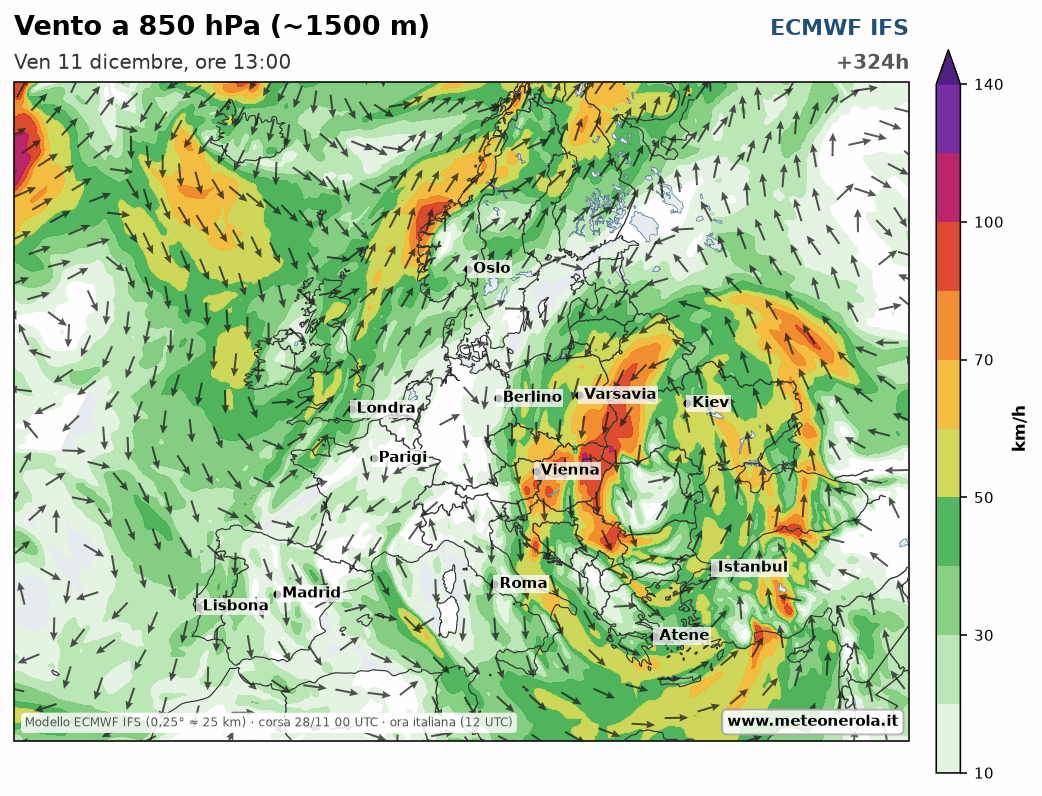 Vento a 850 hPa (~1500 m)
ECMWF IFS
Ven 11 dicembre, ore 13:00
+324h
140
100
70
50
30
10
km/h
Oslo
Berlino
Varsavia
Kiev
Londra
Parigi
Vienna
Istanbul
Roma
Madrid
Lisbona
Atene
Modello ECMWF IFS (0,25° ≈ 25 km) · corsa 28/11 00 UTC · ora italiana (12 UTC)
www.meteonerola.it